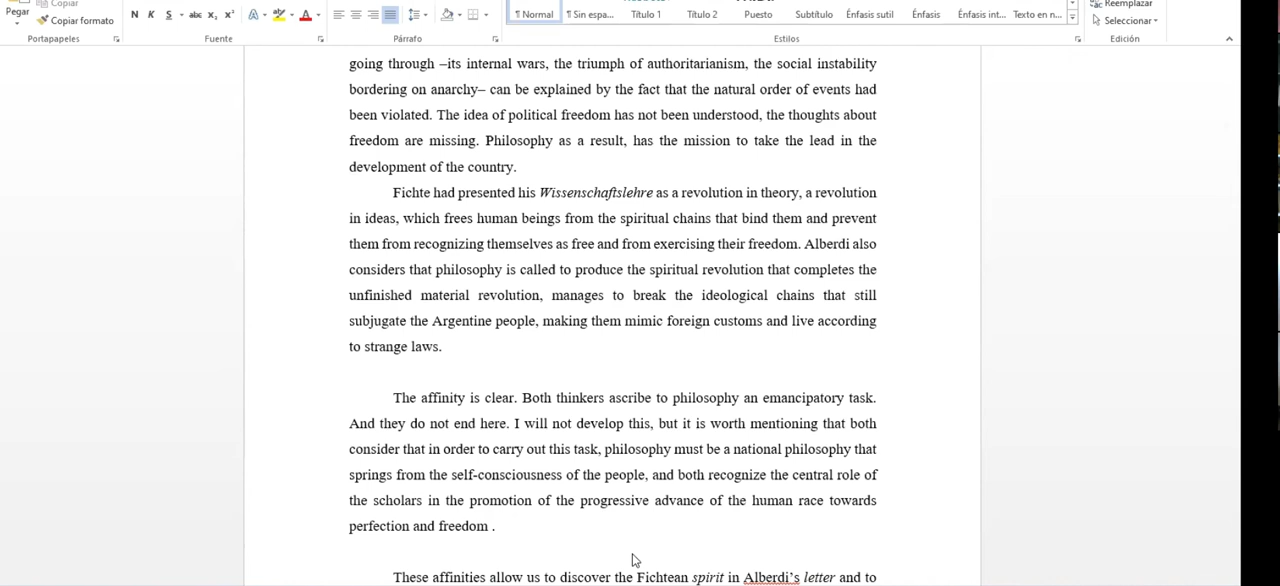 Pegar
Copiar
Copiar formato
Portapapeles
N K S abc x₂ x²
A
A
Fuente
Párrafo
¶ Normal
¶ Sin espa...
Título 1
Título 2
Puesto
Subtítulo
Énfasis sutil
Énfasis
Énfasis int...
Texto en n...
Estilos
Reemplazar
Seleccionar
Edición
going through –its internal wars, the triumph of authoritarianism, the social instability
bordering on anarchy– can be explained by the fact that the natural order of events had
been violated. The idea of political freedom has not been understood, the thoughts about
freedom are missing. Philosophy as a result, has the mission to take the lead in the
development of the country.
Fichte had presented his Wissenschaftslehre as a revolution in theory, a revolution
in ideas, which frees human beings from the spiritual chains that bind them and prevent
them from recognizing themselves as free and from exercising their freedom. Alberdi also
considers that philosophy is called to produce the spiritual revolution that completes the
unfinished material revolution, manages to break the ideological chains that still
subjugate the Argentine people, making them mimic foreign customs and live according
to strange laws.
The affinity is clear. Both thinkers ascribe to philosophy an emancipatory task.
And they do not end here. I will not develop this, but it is worth mentioning that both
consider that in order to carry out this task, philosophy must be a national philosophy that
springs from the self-consciousness of the people, and both recognize the central role of
the scholars in the promotion of the progressive advance of the human race towards
perfection and freedom .
These affinities allow us to discover the Fichtean spirit in Alberdi's letter and to